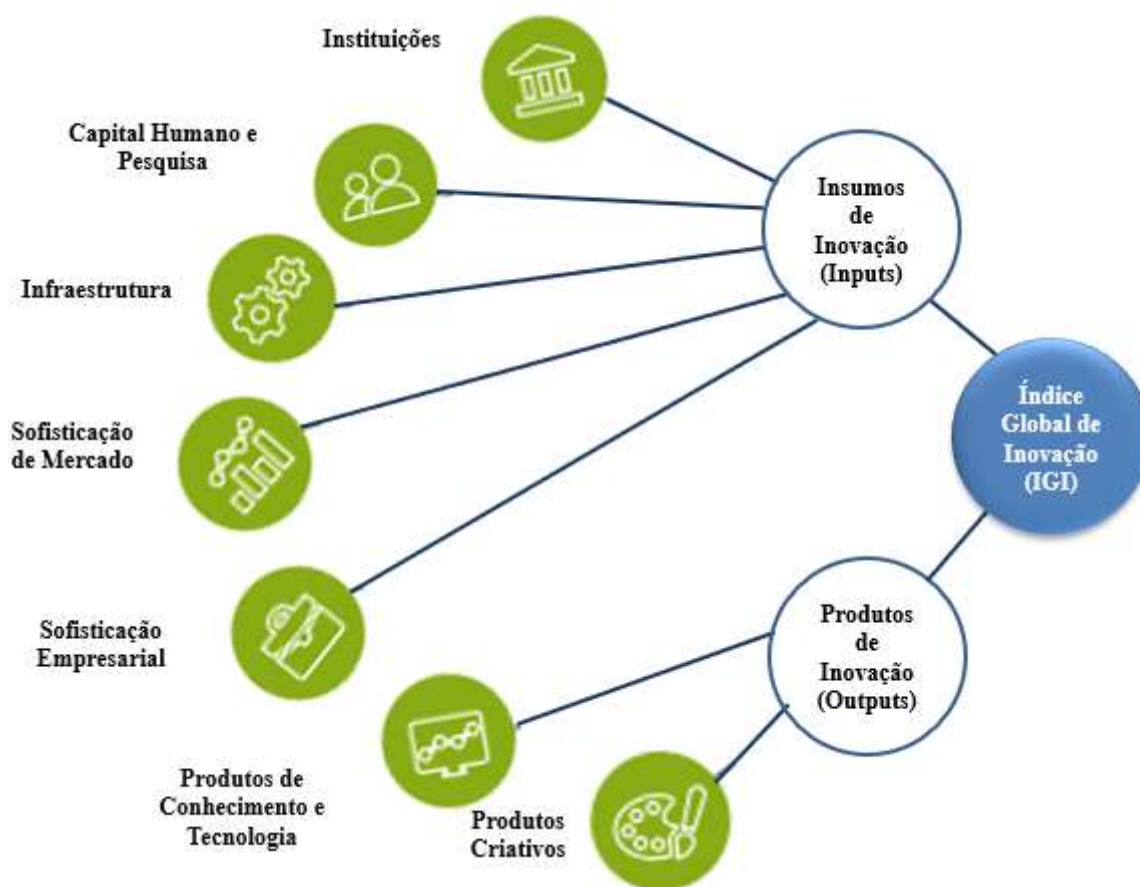 Instituições
Capital Humano e
Pesquisa
Infraestrutura
Sofisticação
de Mercado
Sofisticação
Empresarial
Produtos de
Conhecimento e
Tecnologia
Produtos
Criativos
Insumos
de
Inovação
(Inputs)
Índice
Global de
Inovação
(IGI)
Produtos
de
Inovação
(Outputs)